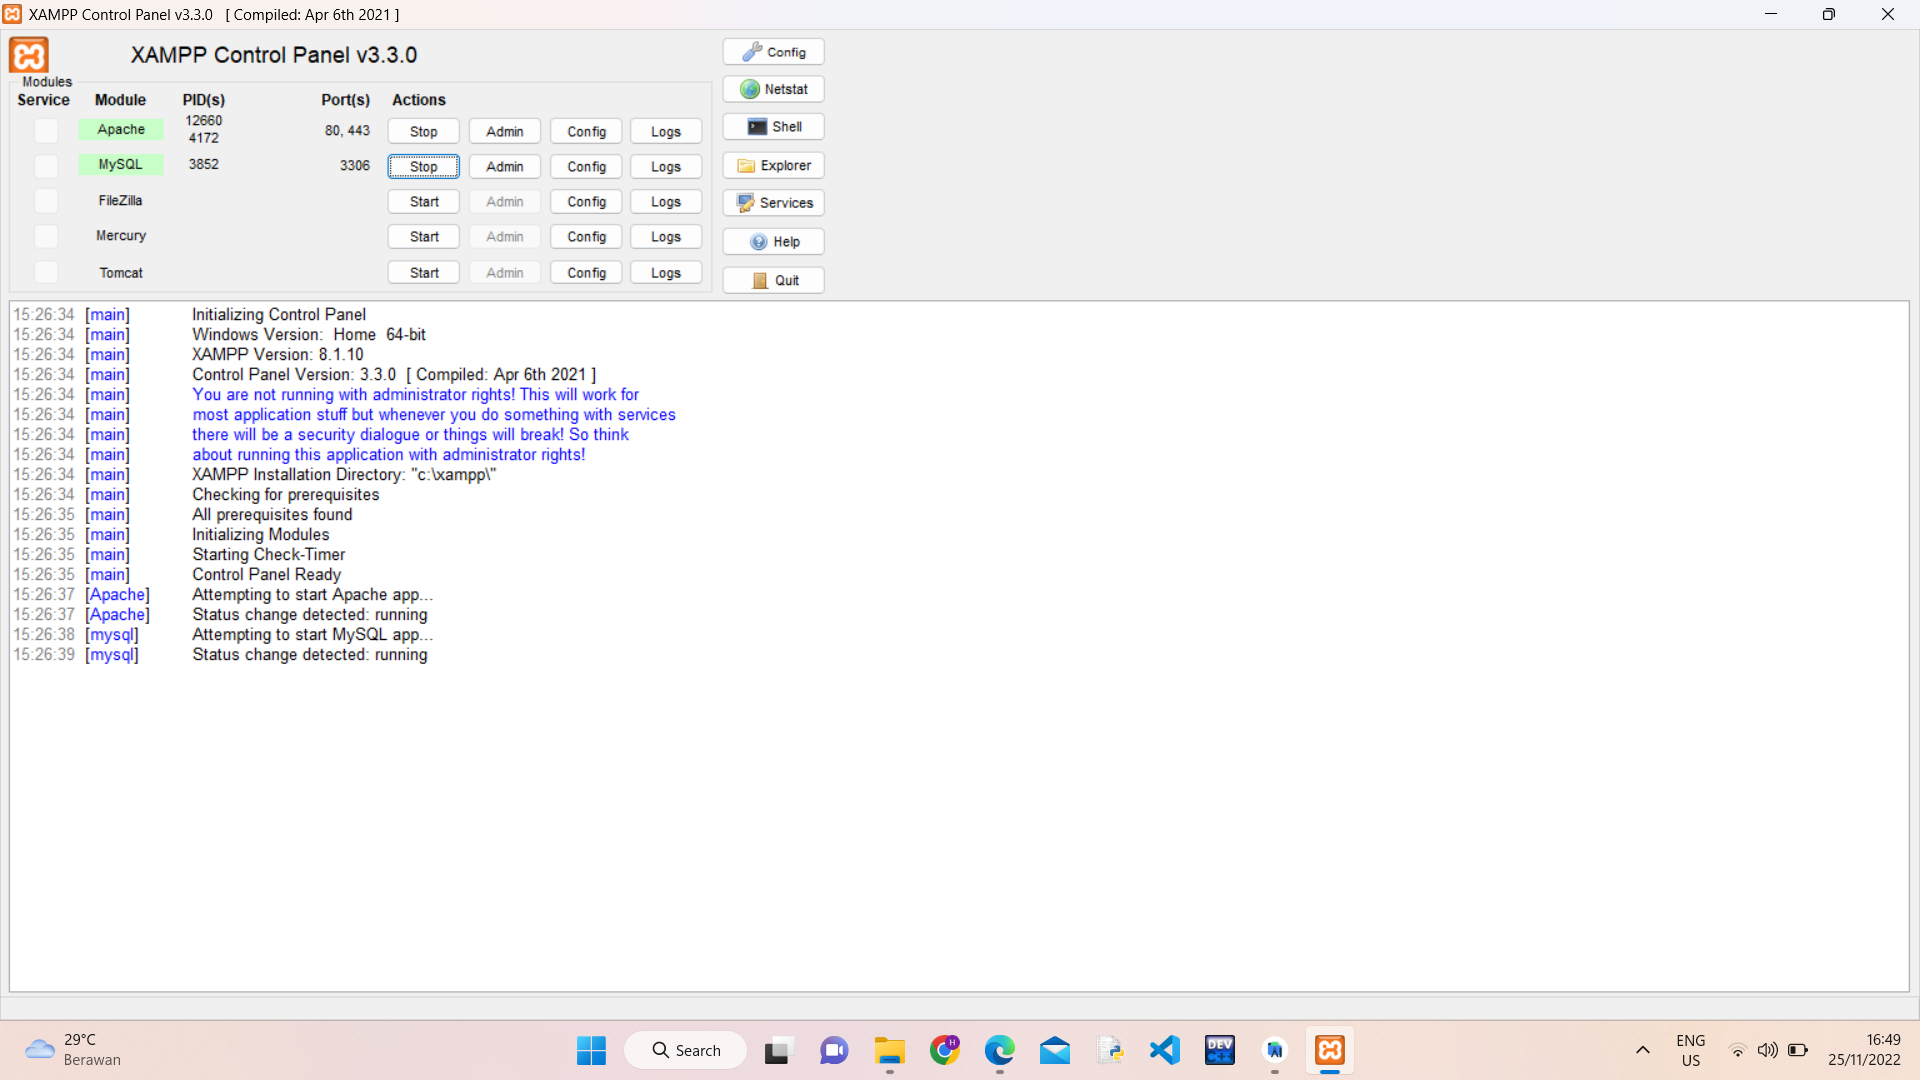 XAMPP Control Panel v3.3.0 [ Compiled: Apr 6th 2021 ]
XAMPP Control Panel v3.3.0
Config
Modules
Service Module PID(s) Port(s) Actions
Netstat
Apache 12660 4172 80, 443 Stop Admin Config Logs
Shell
MySQL 3852 3306 Stop Admin Config Logs
Explorer
FileZilla Start Admin Config Logs
Services
Mercury Start Admin Config Logs
Help
Tomcat Start Admin Config Logs
Quit
15:26:34 [main] Initializing Control Panel
15:26:34 [main] Windows Version: Home 64-bit
15:26:34 [main] XAMPP Version: 8.1.10
15:26:34 [main] Control Panel Version: 3.3.0 [ Compiled: Apr 6th 2021 ]
15:26:34 [main] You are not running with administrator rights! This will work for
15:26:34 [main] most application stuff but whenever you do something with services
15:26:34 [main] there will be a security dialogue or things will break! So think
15:26:34 [main] about running this application with administrator rights!
15:26:34 [main] XAMPP Installation Directory: "c:\xampp\"
15:26:34 [main] Checking for prerequisites
15:26:35 [main] All prerequisites found
15:26:35 [main] Initializing Modules
15:26:35 [main] Starting Check-Timer
15:26:35 [main] Control Panel Ready
15:26:37 [Apache] Attempting to start Apache app...
15:26:37 [Apache] Status change detected: running
15:26:38 [mysql] Attempting to start MySQL app...
15:26:39 [mysql] Status change detected: running
29°C
Berawan
Search
H
DEV
C++
ENG
US
16:49
25/11/2022